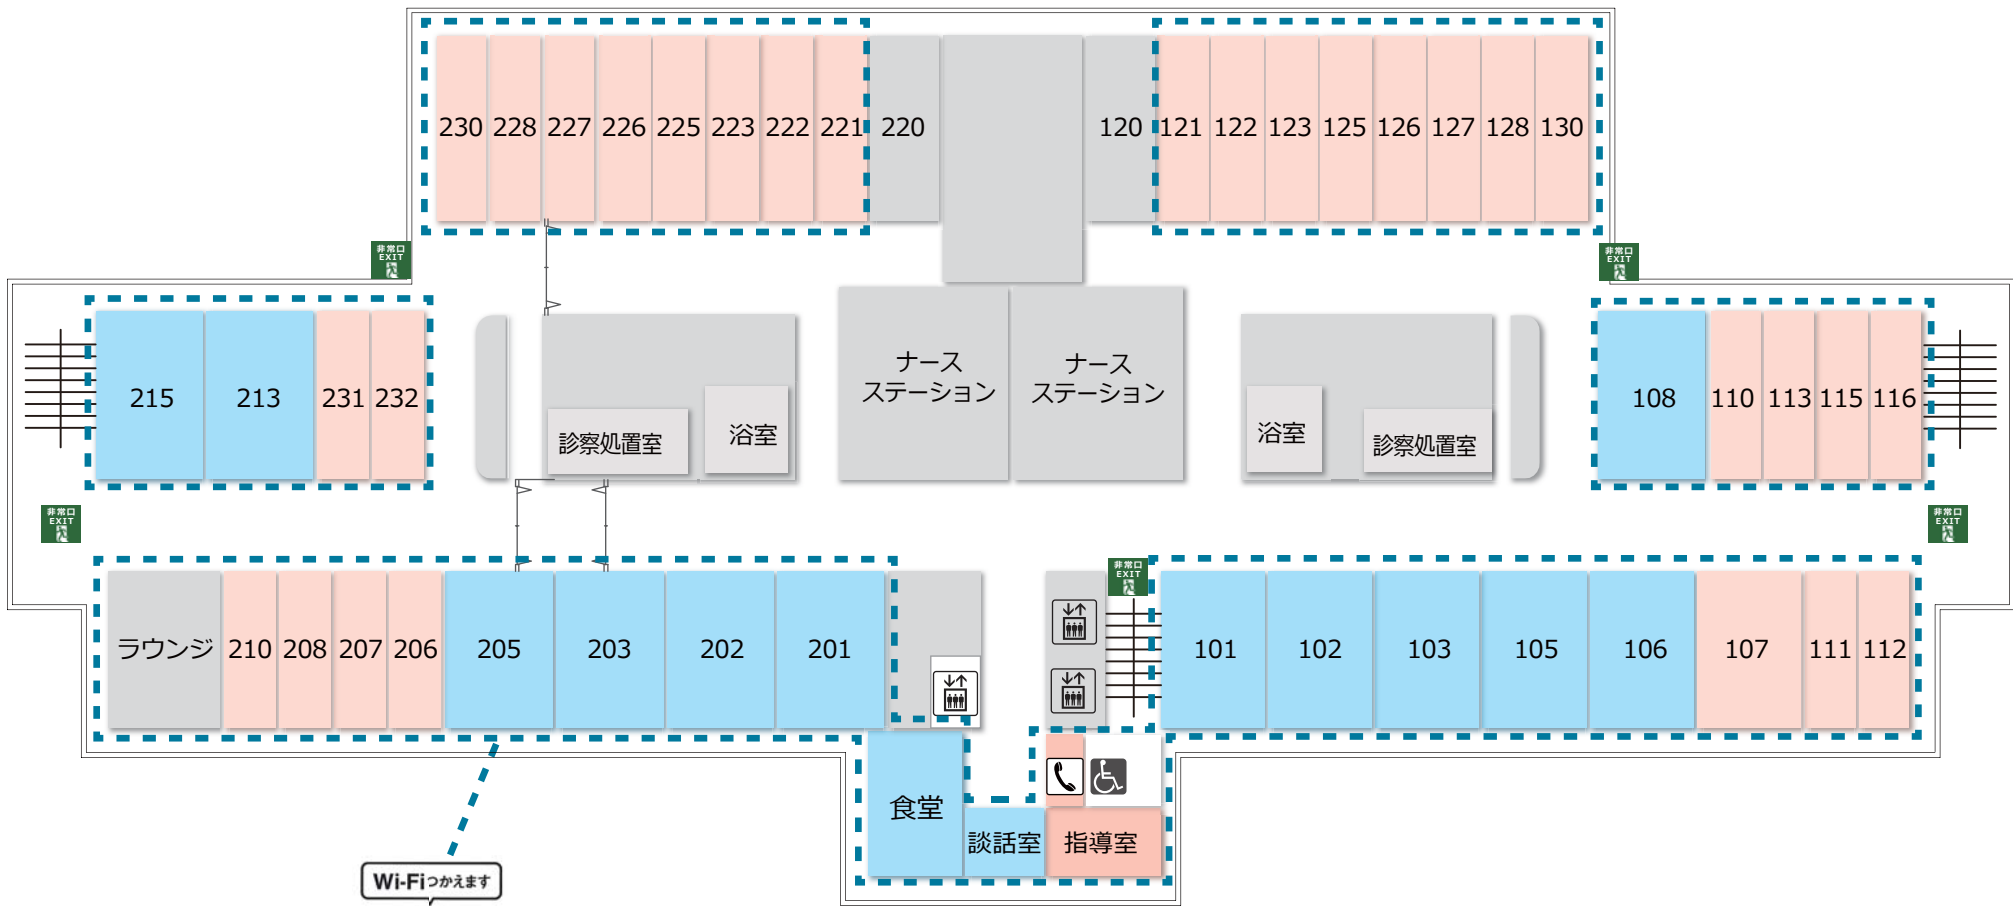 230 228 227 226 225 223 222 221 220 120 121 122 123 125 126 127 128 130
非常口
EXIT
非常口
EXIT
215 213 231 232
ナース
ステーション
ナース
ステーション
108 110 113 115 116
診察処置室 浴室
浴室 診察処置室
非常口
EXIT
非常口
EXIT
非常口
EXIT
ラウンジ 210 208 207 206 205 203 202 201
101 102 103 105 106 107 111 112
食堂
談話室 指導室
Wi-Fiつかえます